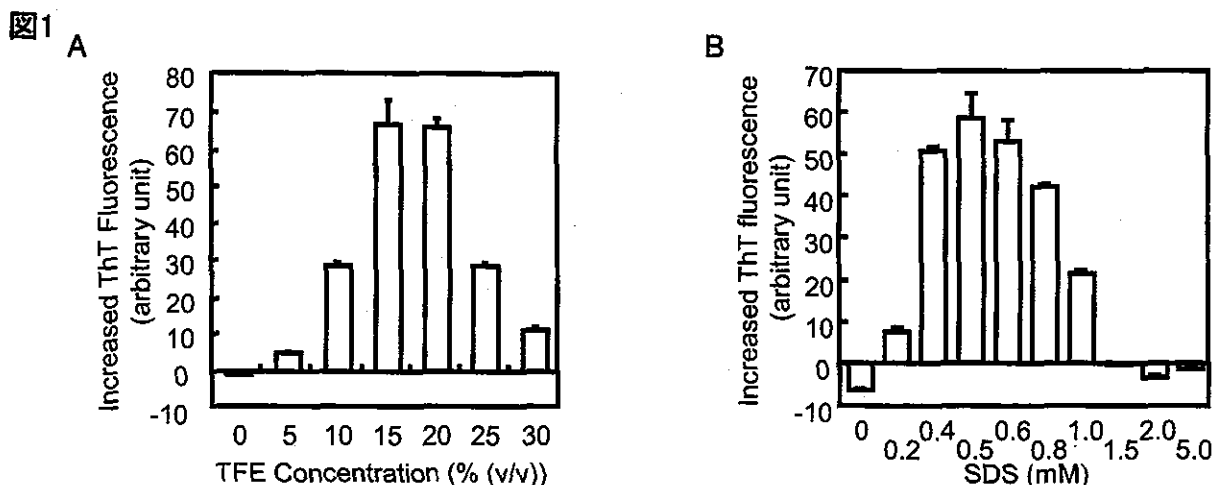 図1
A
Increased ThT Fluorescence
(arbitrary unit)
80
70
60
50
40
30
20
10
0
-10
0 5 10 15 20 25 30
TFE Concentration (% (v/v))
B
Increased ThT fluorescence
(arbitrary unit)
70
60
50
40
30
20
10
0
-10
0 0.2 0.4 0.5 0.6 0.8 1.0 1.5 2.0 5.0
SDS (mM)